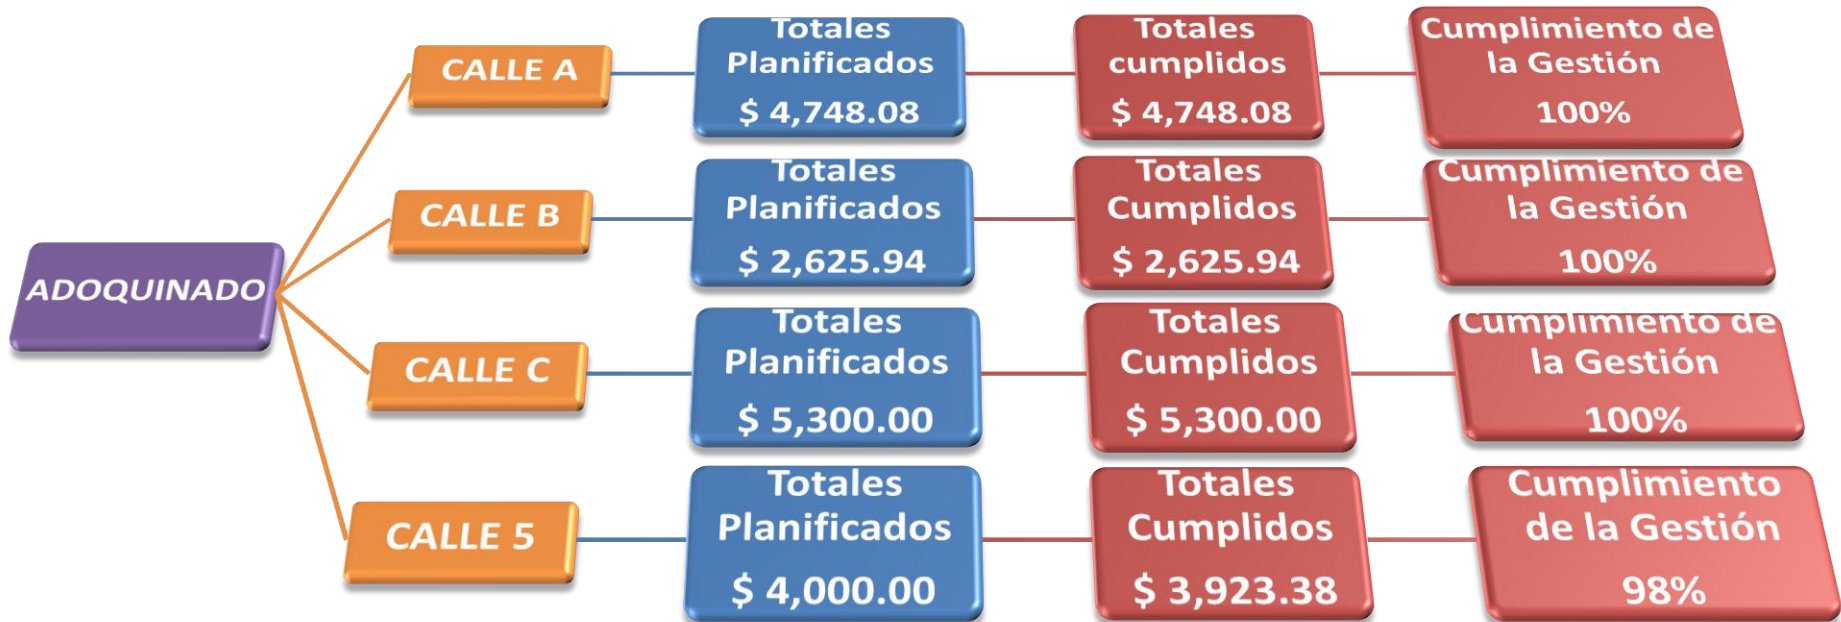 ADOQUINADO
CALLE A
Totales
Planificados
$ 4,748.08
Totales
cumplidos
$ 4,748.08
Cumplimiento de
la Gestión
100%
CALLE B
Totales
Planificados
$ 2,625.94
Totales
Cumplidos
$ 2,625.94
Cumplimiento de
la Gestión
100%
CALLE C
Totales
Planificados
$ 5,300.00
Totales
Cumplidos
$ 5,300.00
Cumplimiento de
la Gestión
100%
CALLE 5
Totales
Planificados
$ 4,000.00
Totales
Cumplidos
$ 3,923.38
Cumplimiento
de la Gestión
98%